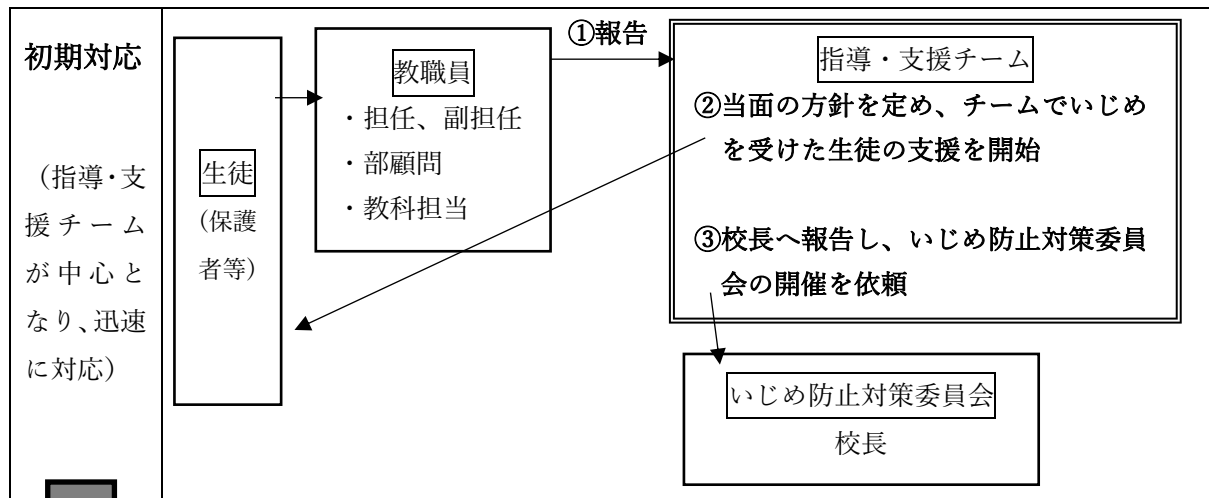 初期対応
（指導・支
援チーム
が中心と
なり、迅速
に対応）
生徒
(保護
者等)
教職員
・担任、副担任
・部顧問
・教科担当
①報告
指導・支援チーム
②当面の方針を定め、チームでいじめ
を受けた生徒の支援を開始
③校長へ報告し、いじめ防止対策委員
会の開催を依頼
いじめ防止対策委員会
校長